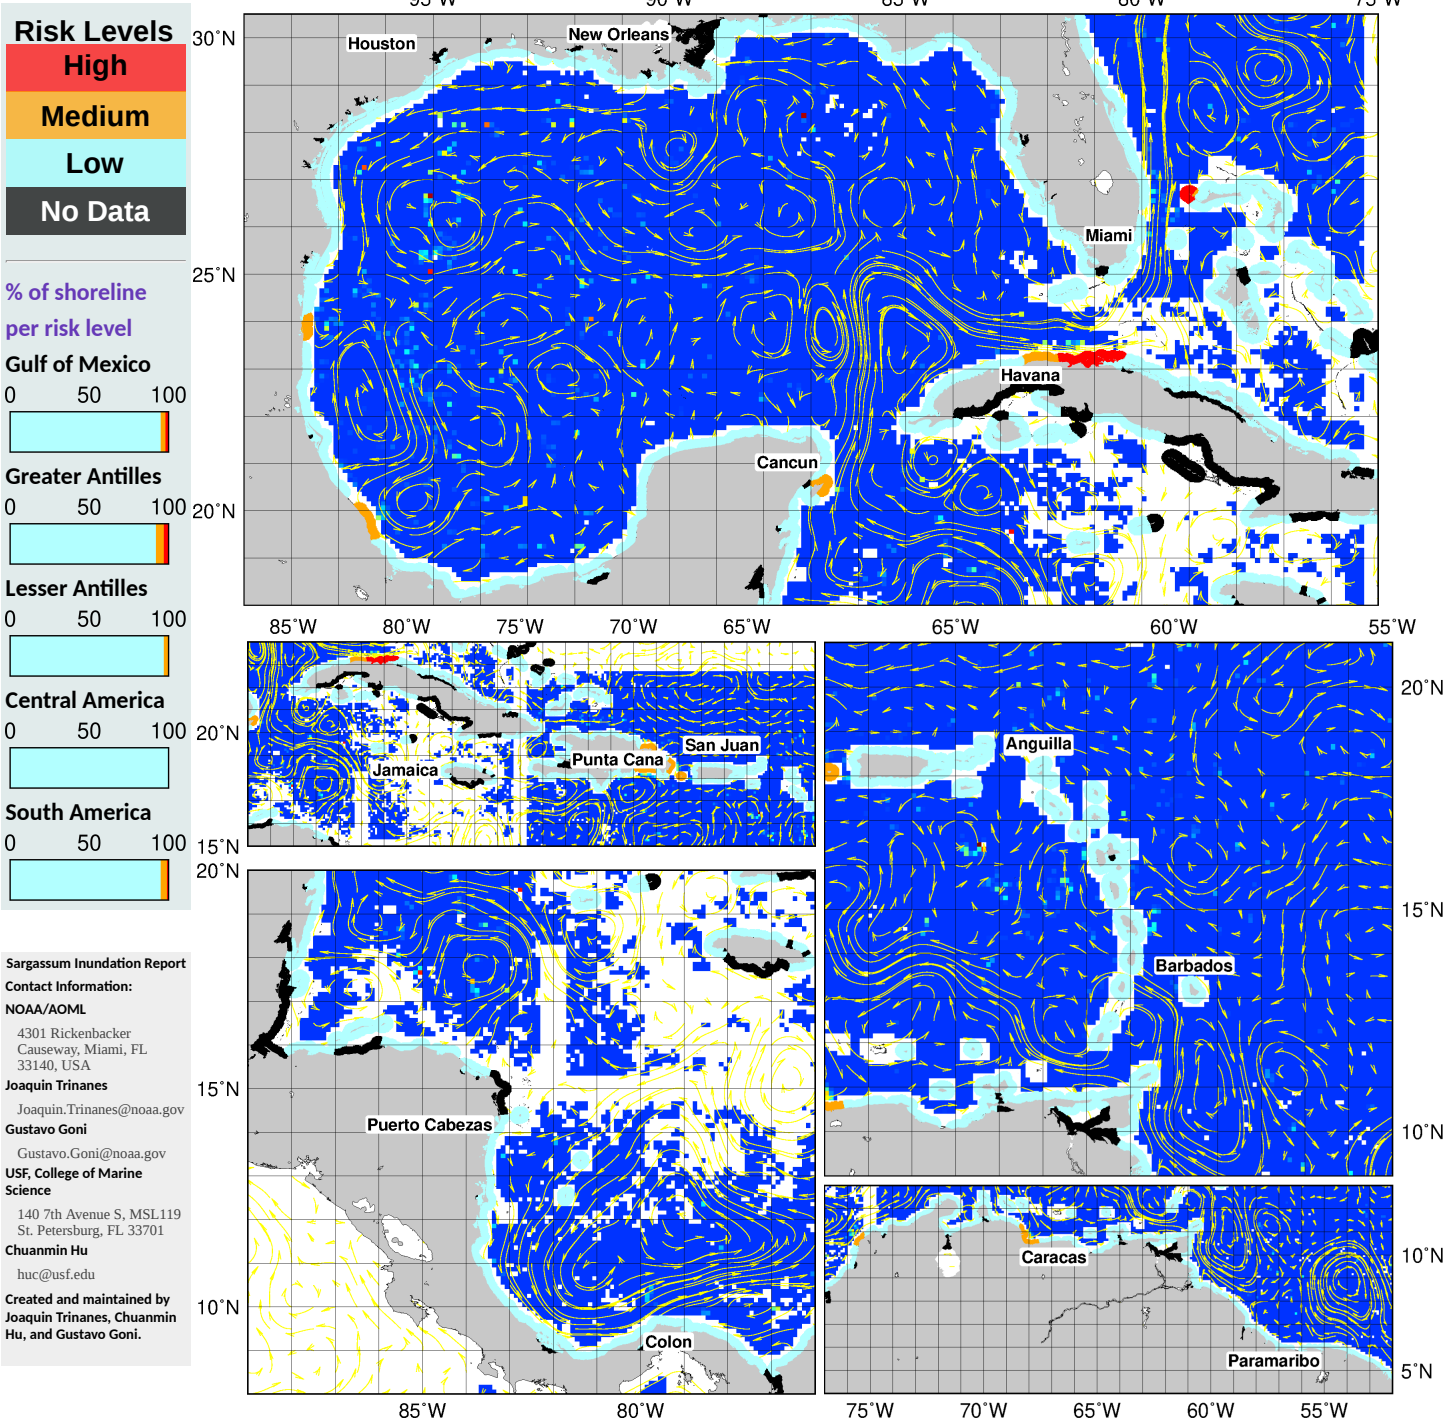 Risk Levels
High
Medium
Low
No Data
% of shoreline
per risk level
Gulf of Mexico
0 50 100
Greater Antilles
0 50 100
Lesser Antilles
0 50 100
Central America
0 50 100
South America
0 50 100
Sargassum Inundation Report
Contact Information:
NOAA/AOML
4301 Rickenbacker
Causeway, Miami, FL
33140, USA
Joaquin Trinanes
Joaquin.Trinanes@noaa.gov
Gustavo Goni
Gustavo.Goni@noaa.gov
USF, College of Marine
Science
140 7th Avenue S, MSL119
St. Petersburg, FL 33701
Chuanmin Hu
huc@usf.edu
Created and maintained by
Joaquin Trinanes, Chuanmin
Hu, and Gustavo Goni.
95°W 90°W 85°W 80°W 75°W
30°N
25°N
20°N
Houston
New Orleans
Miami
Havana
Cancun
85°W 80°W 75°W 70°W 65°W
20°N
15°N
Jamaica
Punta Cana
San Juan
65°W 60°W 55°W
20°N
15°N
10°N
Anguilla
Barbados
20°N
15°N
10°N
Puerto Cabezas
Colon
85°W 80°W
Caracas
Paramaribo
10°N
5°N
75°W 70°W 65°W 60°W 55°W